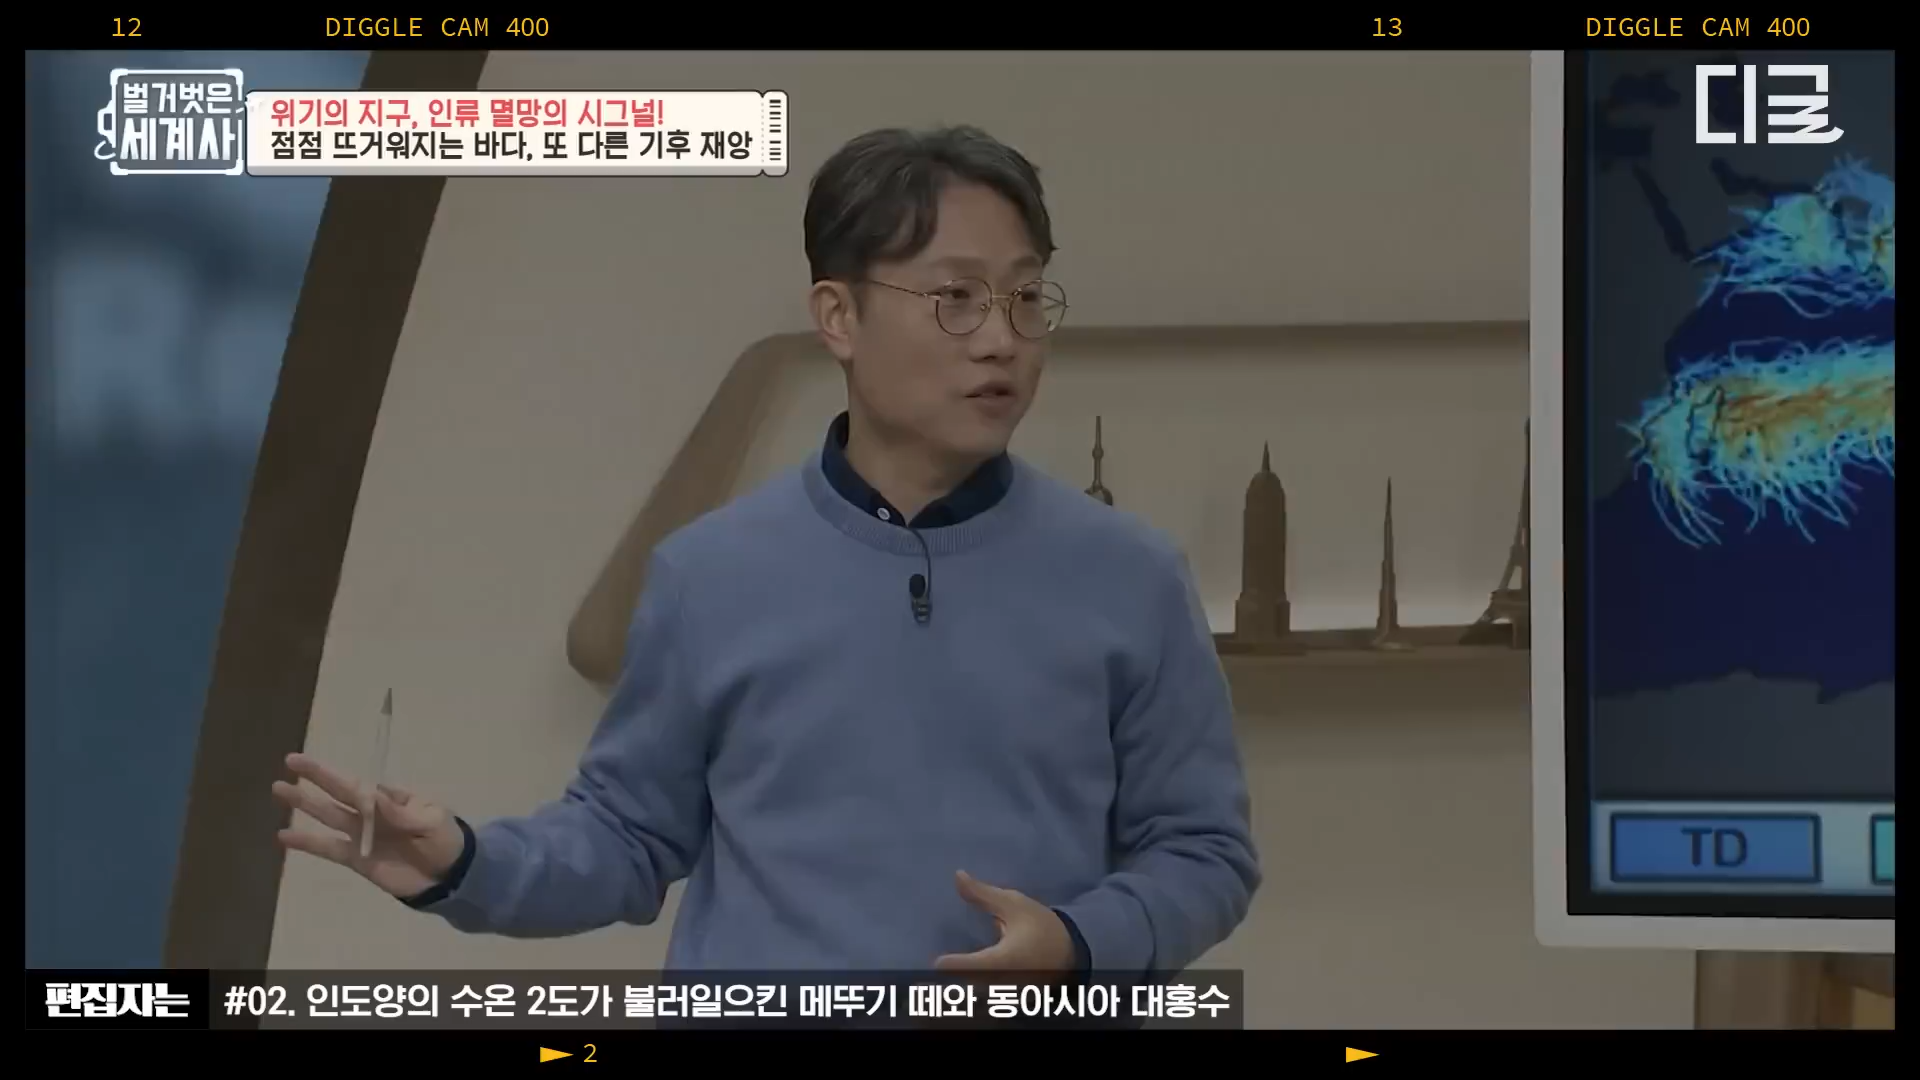 12
DIGGLE CAM 400
13
DIGGLE CAM 400
벌거벗은
세계사
위기의 지구, 인류 멸망의 시그널!
점점 뜨거워지는 바다, 또 다른 기후 재앙
디글
TD
편집자는
#02. 인도양의 수온 2도가 불러일으킨 메뚜기 떼와 동아시아 대홍수
2